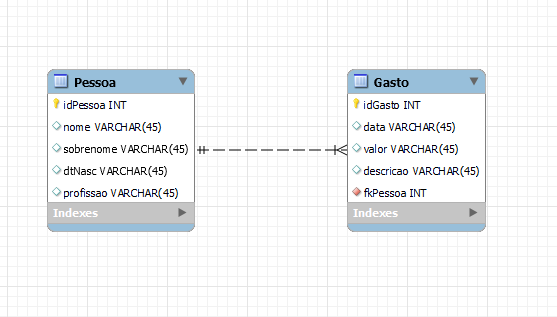 Pessoa
idPessoa INT
nome VARCHAR(45)
sobrenome VARCHAR(45)
dtNasc VARCHAR(45)
profissao VARCHAR(45)
Indexes
Gasto
idGasto INT
data VARCHAR(45)
valor VARCHAR(45)
descricao VARCHAR(45)
fkPessoa INT
Indexes